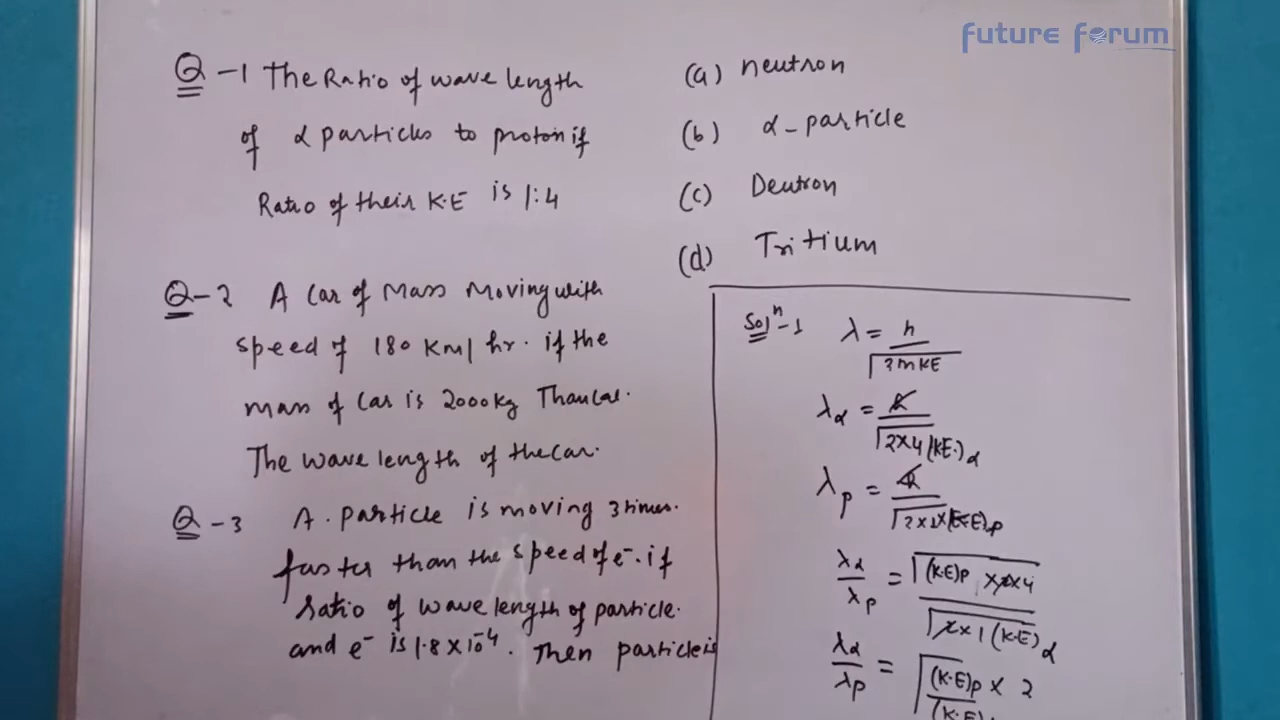 future forum
Q-1 The Ratio of wave length
of α particles to proton if
Ratio of their K.E is 1:4
Q-2 A Car of Mass Moving with
speed of 180 Km/hr. if the
mass of Car is 2000kg Than Cal.
The wave length of the Car.
Q-3 A. particle is moving 3 times.
faster than the speed of e-. if
ratio of wave length of particle.
and e- is 1.8×10-4. Then particle is
(a) neutron
(b) α-particle
(c) Deutron
(d) Tritium
Soln-1 λ = h
√2mKE
λα = h
√2×4(KE.)α
λp = h
√2×1×(K.E)p
λα/λp = √(K.E)p ×2×4
√2×1(K.E)α
λα/λp = √(K.E)p × 2
(K.E)